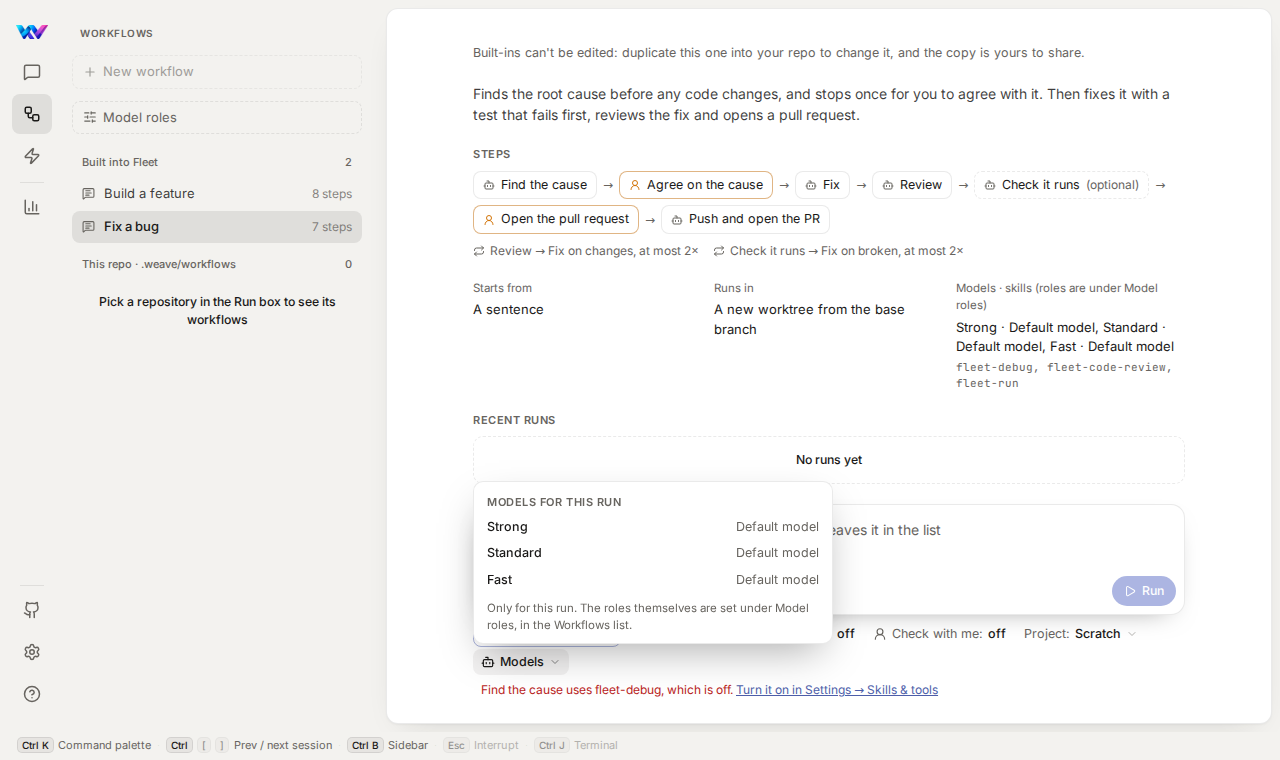 WORKFLOWS
New workflow
Model roles
Built into Fleet 2
Build a feature 8 steps
Fix a bug 7 steps
This repo · .weave/workflows 0
Pick a repository in the Run box to see its
workflows
Built-ins can't be edited: duplicate this one into your repo to change it, and the copy is yours to share.
Finds the root cause before any code changes, and stops once for you to agree with it. Then fixes it with a
test that fails first, reviews the fix and opens a pull request.
STEPS
Find the cause → Agree on the cause → Fix → Review → Check it runs (optional) →
Open the pull request → Push and open the PR
Review → Fix on changes, at most 2× Check it runs → Fix on broken, at most 2×
Starts from
A sentence
Runs in
A new worktree from the base
branch
Models · skills (roles are under Model
roles)
Strong · Default model, Standard ·
Default model, Fast · Default model
fleet-debug, fleet-code-review,
fleet-run
RECENT RUNS
No runs yet
MODELS FOR THIS RUN
Strong Default model
Standard Default model
Fast Default model
Only for this run. The roles themselves are set under Model
roles, in the Workflows list.
eaves it in the list
Run
off Check with me: off Project: Scratch
Models
Find the cause uses fleet-debug, which is off. Turn it on in Settings → Skills & tools
Ctrl K Command palette Ctrl [ ] Prev / next session Ctrl B Sidebar Esc Interrupt Ctrl J Terminal